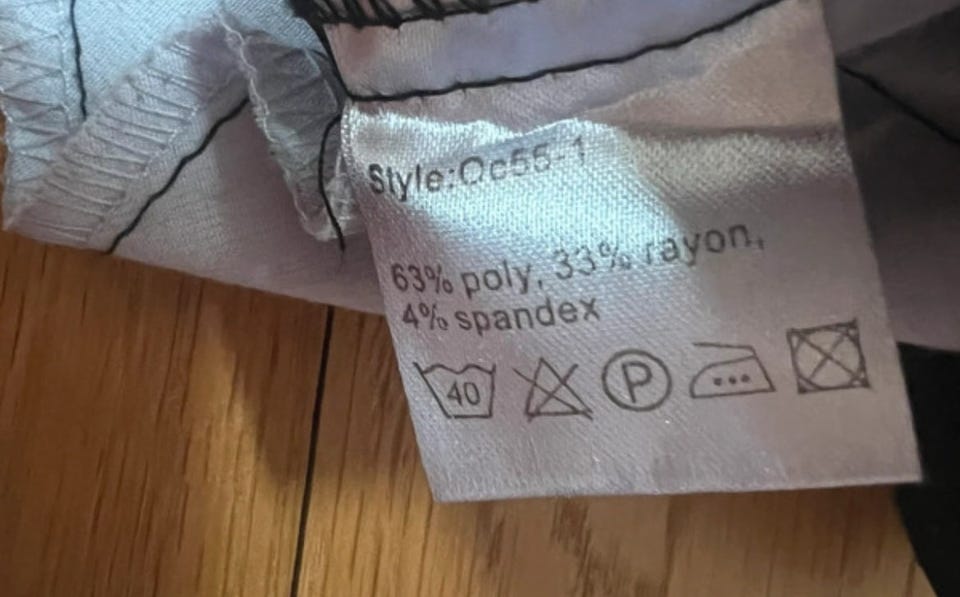 Style:Oc55-1
63% poly, 33% rayon,
4% spandex
40 P